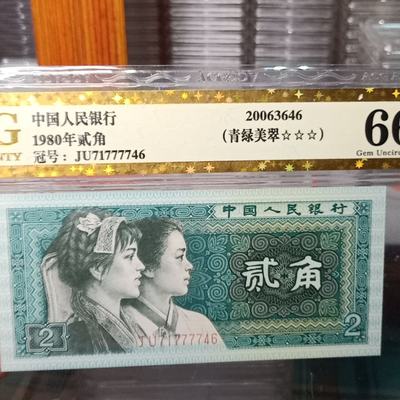 G
NTY
中国人民银行
1980年贰角
冠号：JU71777746
20063646
（青绿美翠☆☆☆）
66
Gem Uncirc
中国人民银行
贰角
2
JU71777746
2